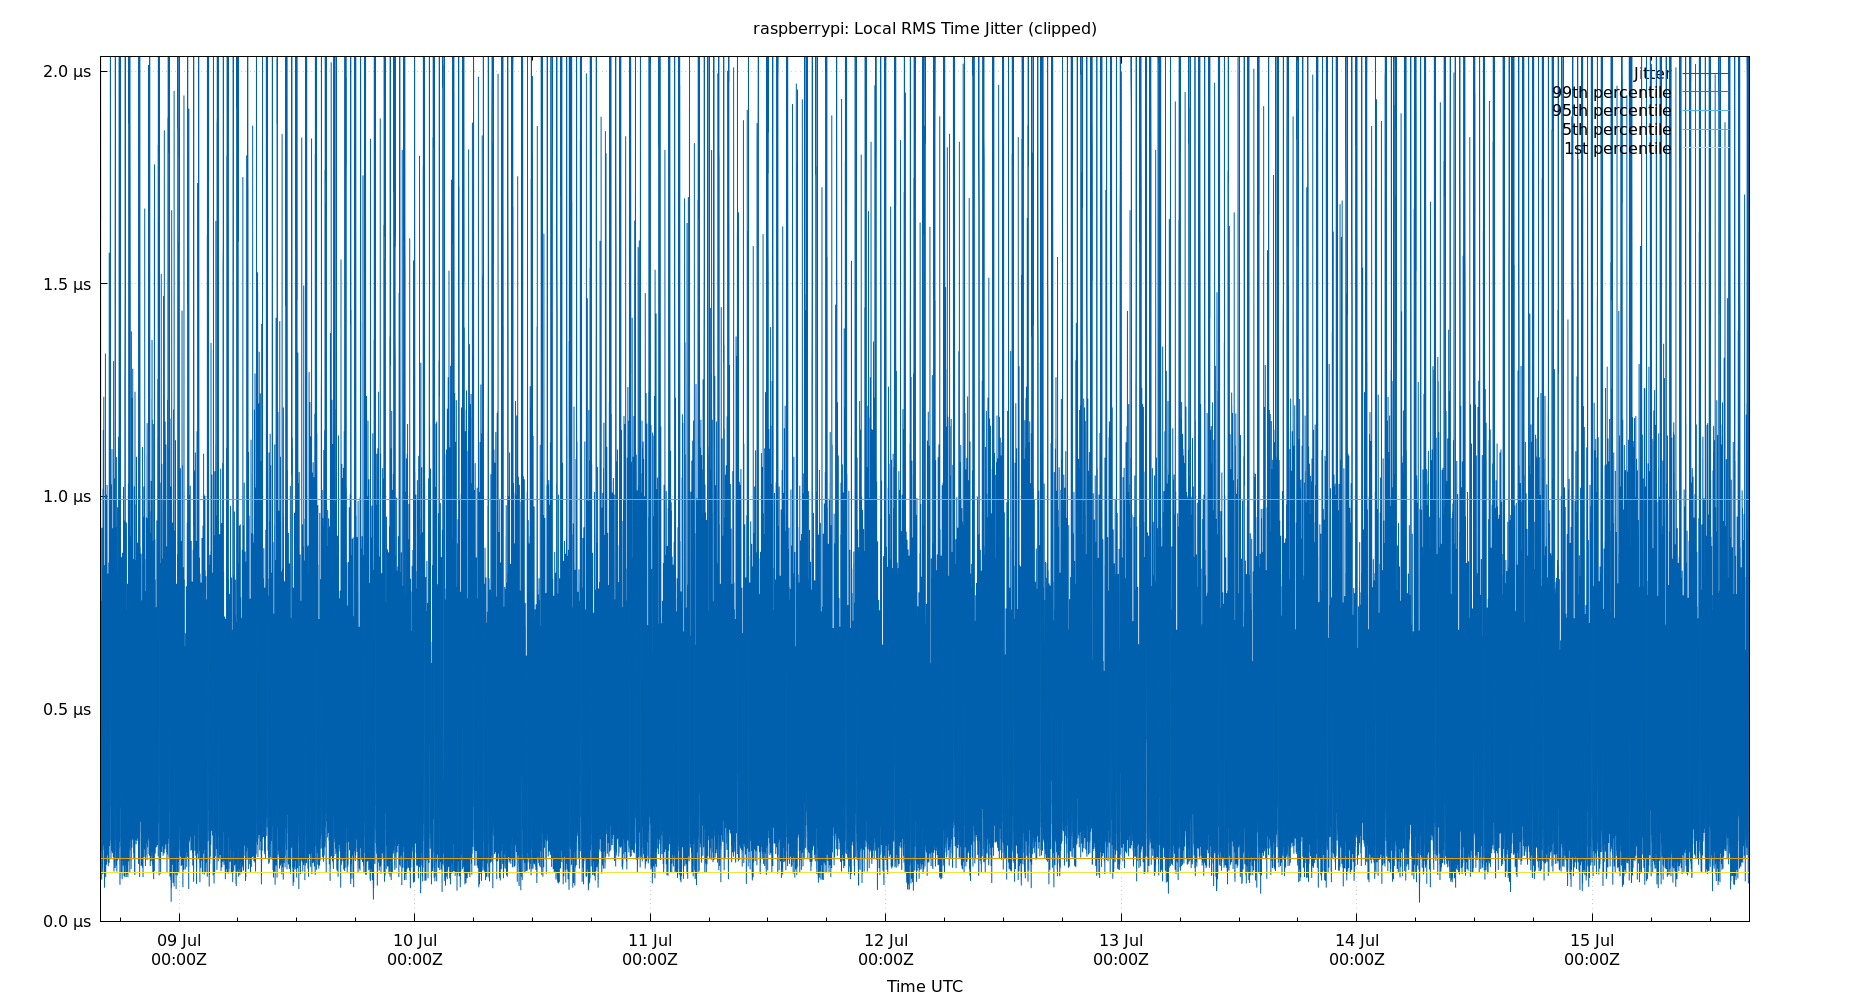 raspberrypi: Local RMS Time Jitter (clipped)
2.0 µs
1.5 µs
1.0 µs
0.5 µs
0.0 µs
Jitter
99th percentile
95th percentile
5th percentile
1st percentile
09 Jul 10 Jul 11 Jul 12 Jul 13 Jul 14 Jul 15 Jul
00:00Z 00:00Z 00:00Z 00:00Z 00:00Z 00:00Z 00:00Z
Time UTC